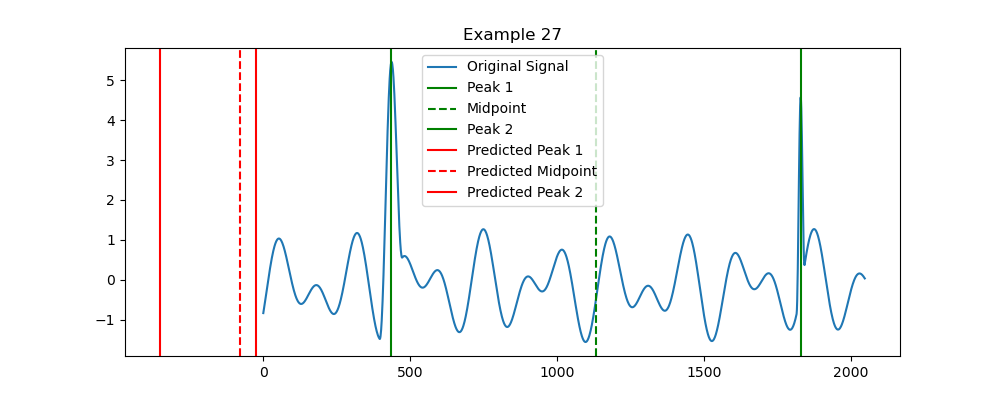 Example 27
Original Signal
Peak 1
Midpoint
Peak 2
Predicted Peak 1
Predicted Midpoint
Predicted Peak 2
5
4
3
2
1
0
−1
0 500 1000 1500 2000